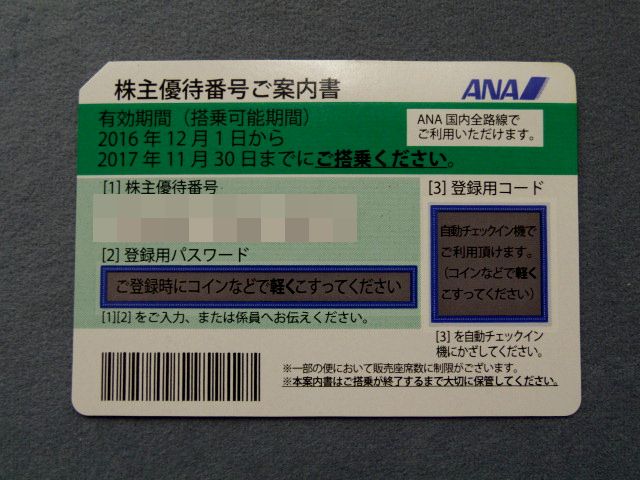 株主優待番号ご案内書
ANA
有効期間（搭乗可能期間）
2016年12月1日から
2017年11月30日までにご搭乗ください。
ANA国内全路線で
ご利用いただけます。
[1] 株主優待番号
[2] 登録用パスワード
ご登録時にコインなどで軽くこすってください
[1][2] をご入力、または係員へお伝えください。
[3] 登録用コード
自動チェックイン機で
ご利用頂けます。
（コインなどで軽く
こすってください）
[3] を自動チェックイン
機にかざしてください。
※一部の便において販売座席数に制限がございます。
※本案内書はご搭乗が終了するまで大切に保管してください。